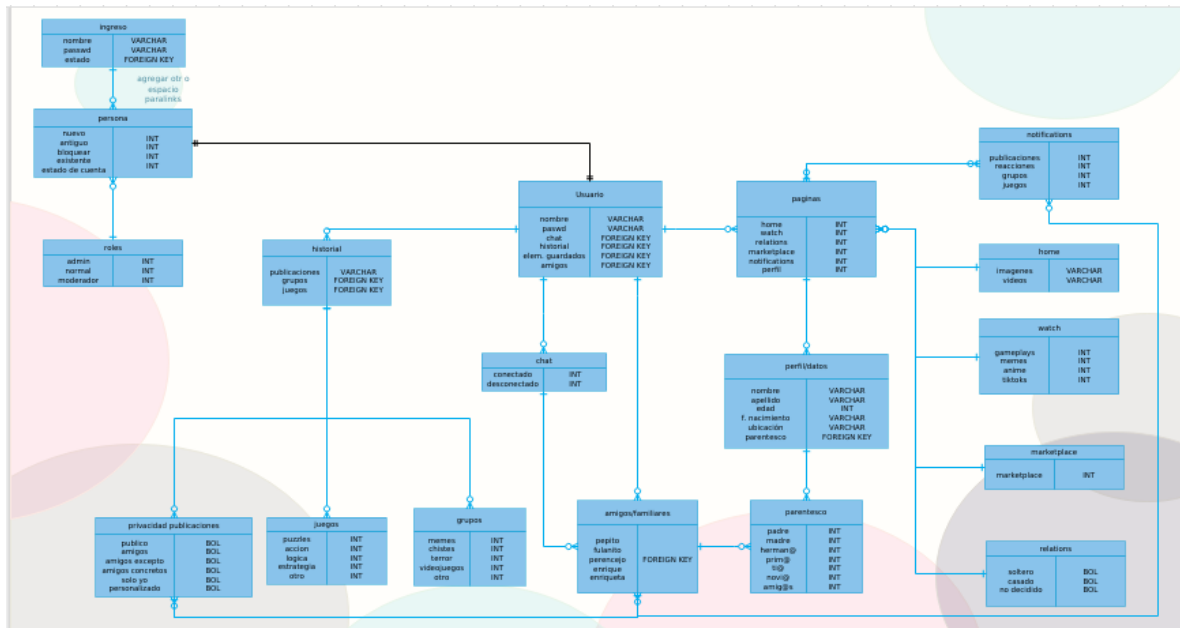 ingreso
nombre VARCHAR
passwd VARCHAR
estado FOREIGN KEY
agregar otr o
espacio
paralinks
persona
nuevo INT
antiguo INT
bloquear INT
existente INT
estado de cuenta
roles
admin INT
normal INT
moderador INT
historial
publicaciones VARCHAR
grupos FOREIGN KEY
juegos FOREIGN KEY
Usuario
nombre VARCHAR
paswd VARCHAR
chat FOREIGN KEY
historial FOREIGN KEY
elem. guardados FOREIGN KEY
amigos FOREIGN KEY
paginas
home INT
watch INT
relations INT
marketplace INT
notifications INT
perfil INT
notifications
publicaciones INT
reacciones INT
grupos INT
juegos INT
home
imagenes VARCHAR
videos VARCHAR
watch
gameplays INT
memes INT
anime INT
tiktoks INT
chat
conectado INT
desconectado INT
perfil/datos
nombre VARCHAR
apellido VARCHAR
edad INT
f. nacimiento VARCHAR
ubicación VARCHAR
parentesco FOREIGN KEY
marketplace
marketplace INT
privacidad publicaciones
publico BOL
amigos BOL
amigos excepto BOL
amigos concretos BOL
solo yo BOL
personalizado BOL
juegos
puzzles INT
accion INT
logica INT
estrategia INT
otro INT
grupos
memes INT
chistes INT
terror INT
videojuegos INT
otro INT
amigos/familiares
pepito
fulanito
perencejo FOREIGN KEY
enrique
enriqueta
parentesco
padre INT
madre INT
herman@ INT
prim@ INT
ti@ INT
novi@ INT
amig@s INT
relations
soltero BOL
casado BOL
no decidido BOL